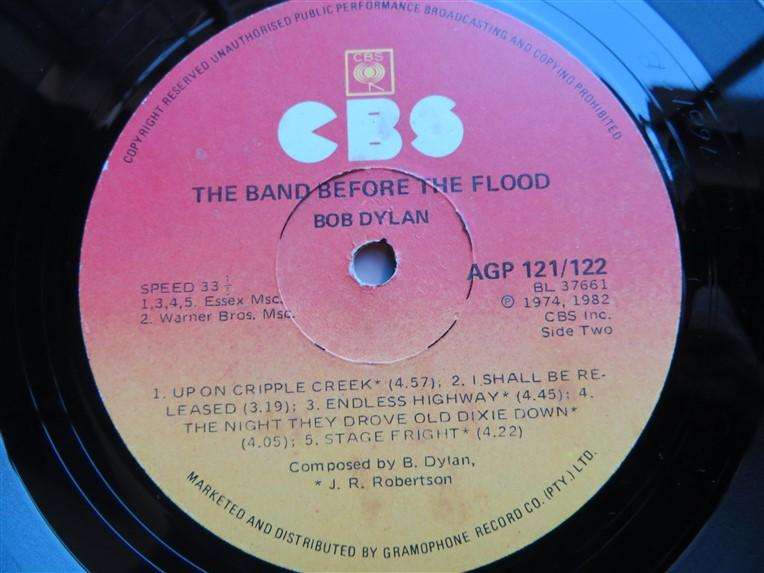 COPYRIGHT RESERVED UNAUTHORISED PUBLIC PERFORMANCE BROADCASTING AND COPYING PROHIBITED
CBS
CBS
THE BAND BEFORE THE FLOOD
BOB DYLAN
AGP 121/122
SPEED 33 1/3
BL 37661
1,3,4,5. Essex Msc.
℗ 1974, 1982
2. Warner Bros. Msc.
CBS Inc.
Side Two
1. UP ON CRIPPLE CREEK* (4.57); 2. I SHALL BE RE-
LEASED (3.19); 3. ENDLESS HIGHWAY* (4.45); 4.
THE NIGHT THEY DROVE OLD DIXIE DOWN*
(4.05); 5. STAGE FRIGHT* (4.22)
Composed by B. Dylan,
* J. R. Robertson
MARKETED AND DISTRIBUTED BY GRAMOPHONE RECORD CO. (PTY.) LTD.